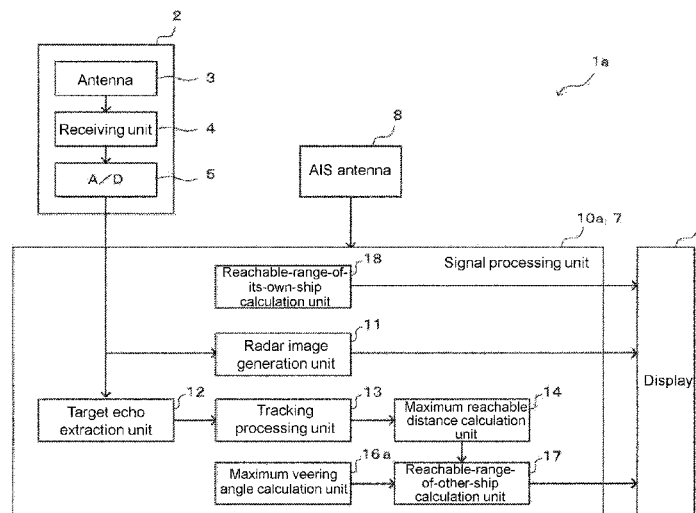 2
1a
Antenna
3
Receiving unit
4
8
A/D
5
AIS antenna
10a, 7
18
Signal processing unit
Reachable-range-of-
its-own-ship
calculation unit
11
Radar image
generation unit
Display
12
13
14
Target echo
extraction unit
Tracking
processing unit
Maximum reachable
distance calculation
unit
16a
17
Maximum veering
angle calculation unit
Reachable-range-
of-other-ship
calculation unit